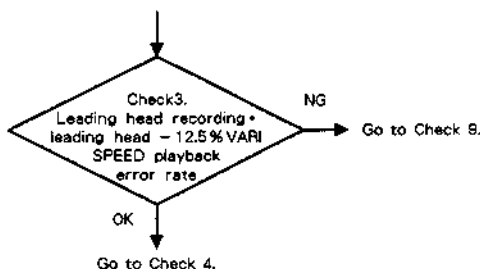 Check3.
Leading head recording •
leading head – 12.5% VARI
SPEED playback
error rate
NG
Go to Check 9.
OK
Go to Check 4.